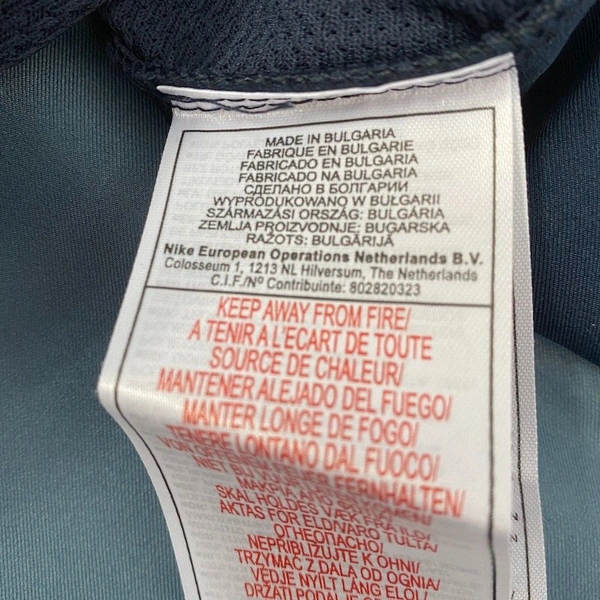 MADE IN BULGARIA
FABRIQUE EN BULGARIE
FABRICADO EN BULGARIA
FABRICADO NA BULGARIA
СДЕЛАНО В БОЛГАРИИ
WYPRODUKOWANO W BUŁGARII
SZÁRMAZÁSI ORSZÁG: BULGÁRIA
ZEMLJA PROIZVODNJE: BUGARSKA
RAŽOTS: BULGĀRIJĀ
Nike European Operations Netherlands B.V.
Colosseum 1, 1213 NL Hilversum, The Netherlands
C.I.F./Nº Contribuinte: 802820323
KEEP AWAY FROM FIRE/
A TENIR A L'ECART DE TOUTE
SOURCE DE CHALEUR/
MANTENER ALEJADO DEL FUEGO/
MANTER LONGE DE FOGO/
TENERE LONTANO DAL FUOCO/
FERNHALTEN/
NIET
SKAL HOLDES VÆK FRA ILD/
AKTAS FÖR ELD/VARO TULTA/
ОГНЕОПАСНО/
NEPRIBLIŽUJTE K OHNI/
TRZYMAĆ Z DALA OD OGNIA/
VÉDJE NYÍLT LÁNG ELŐL/